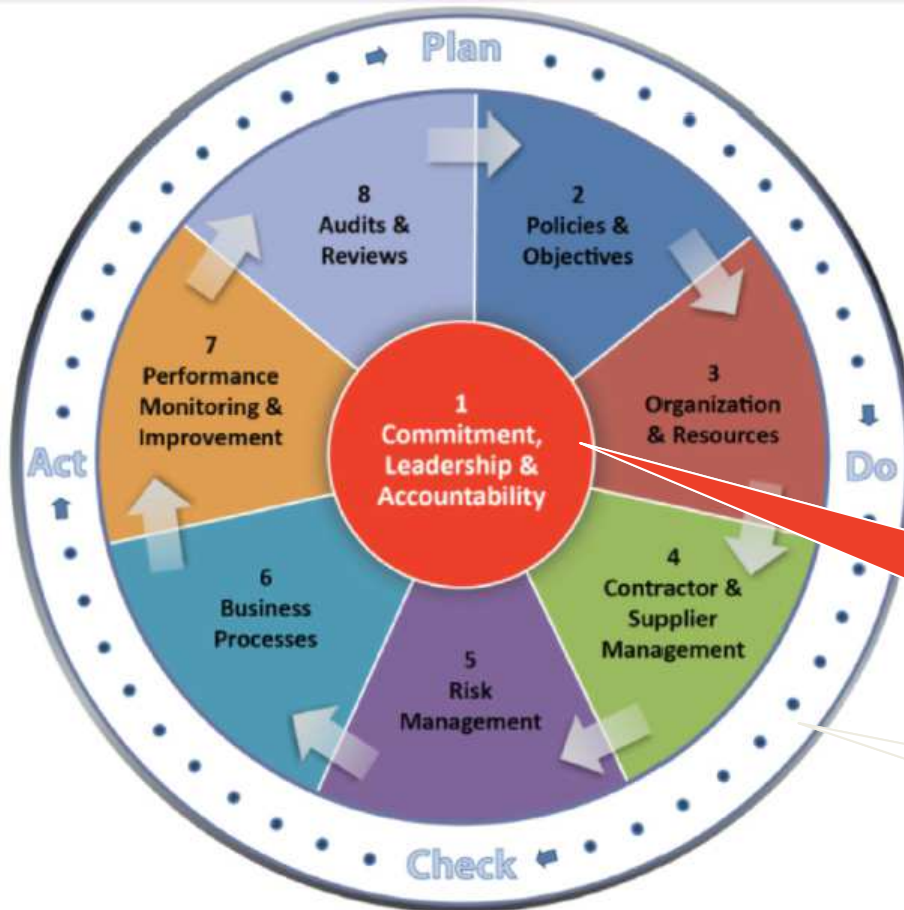 Plan
8
Audits &
Reviews
2
Policies &
Objectives
7
Performance
Monitoring &
Improvement
1
Commitment,
Leadership &
Accountability
3
Organization
& Resources
Act
Do
6
Business
Processes
4
Contractor &
Supplier
Management
5
Risk
Management
Check